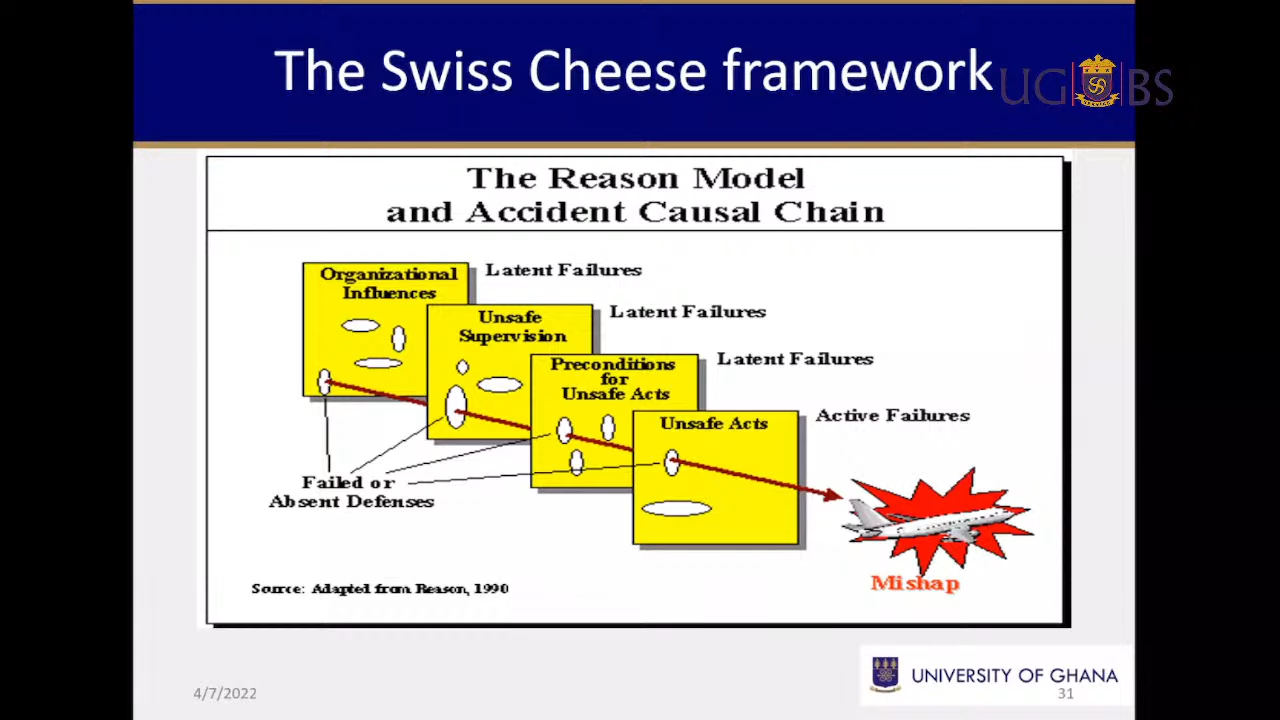 The Swiss Cheese framework
UGBS
The Reason Model
and Accident Causal Chain
Organizational
Influences
Latent Failures
Unsafe
Supervision
Latent Failures
Preconditions
for
Unsafe Acts
Latent Failures
Unsafe Acts
Active Failures
Failed or
Absent Defenses
Mishap
Source: Adapted from Reason, 1990
UNIVERSITY OF GHANA
4/7/2022
31